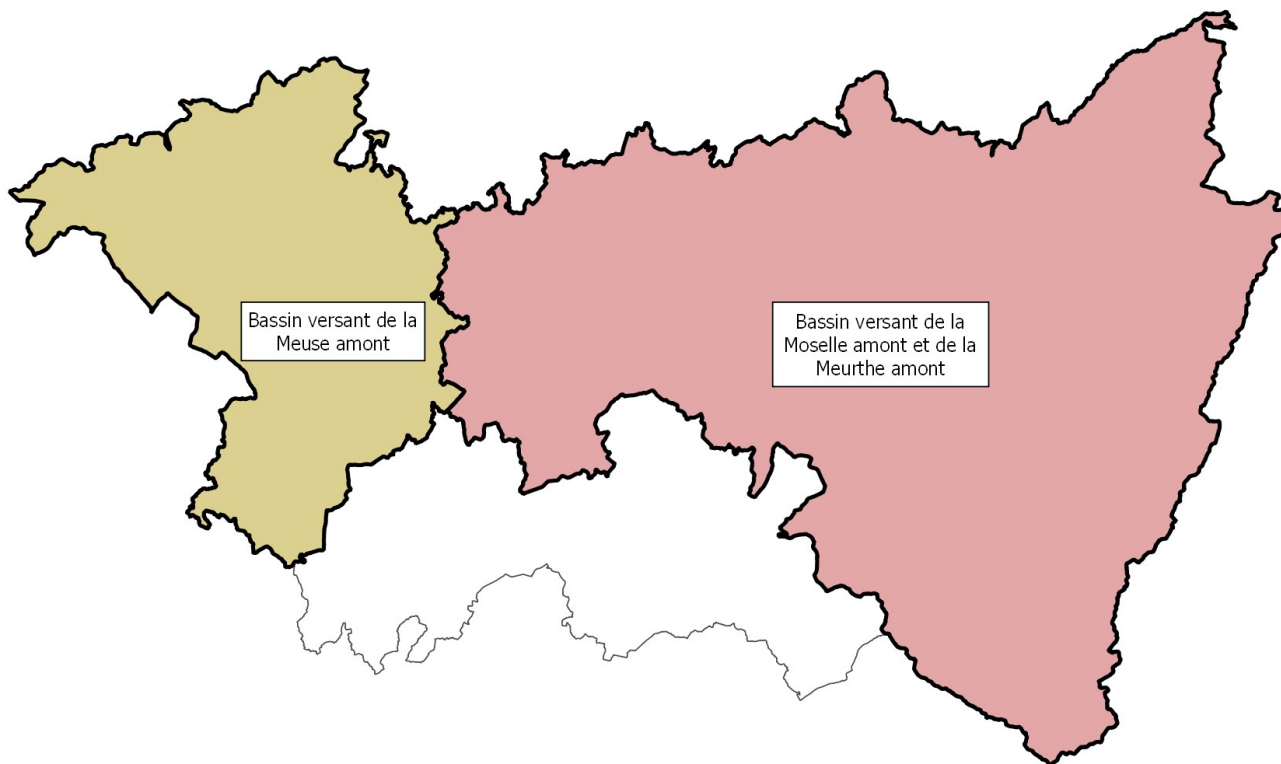 Bassin versant de la
Meuse amont
Bassin versant de la
Moselle amont et de la
Meurthe amont